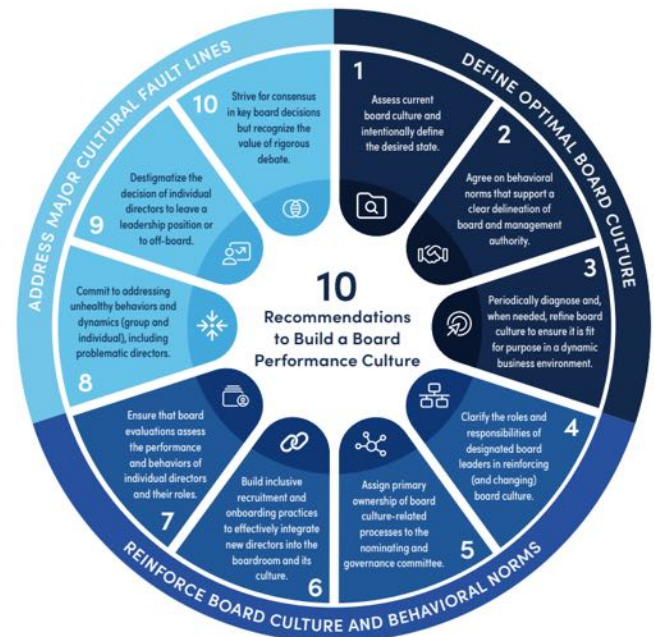 10
Recommendations
to Build a Board
Performance Culture
DEFINE OPTIMAL BOARD CULTURE
1
Assess current
board culture and
intentionally define
the desired state.
2
Agree on behavioral
norms that support a
clear delineation of
board and management
authority.
3
Periodically diagnose and,
when needed, refine board
culture to ensure it is fit
for purpose in a dynamic
business environment.
REINFORCE BOARD CULTURE AND BEHAVIORAL NORMS
4
Clarify the roles and
responsibilities of
designated board
leaders in reinforcing
(and changing)
board culture.
5
Assign primary
ownership of board
culture-related
processes to the
nominating and
governance committee.
6
Build inclusive
recruitment and
onboarding practices
to effectively integrate
new directors into the
boardroom and its
culture.
7
Ensure that board
evaluations assess
the performance
and behaviors of
individual directors
and their roles.
ADDRESS MAJOR CULTURAL FAULT LINES
8
Commit to addressing
unhealthy behaviors and
dynamics (group and
individual), including
problematic directors.
9
Destigmatize the
decision of individual
directors to leave a
leadership position or
to off-board.
10
Strive for consensus
in key board decisions
but recognize the
value of rigorous
debate.